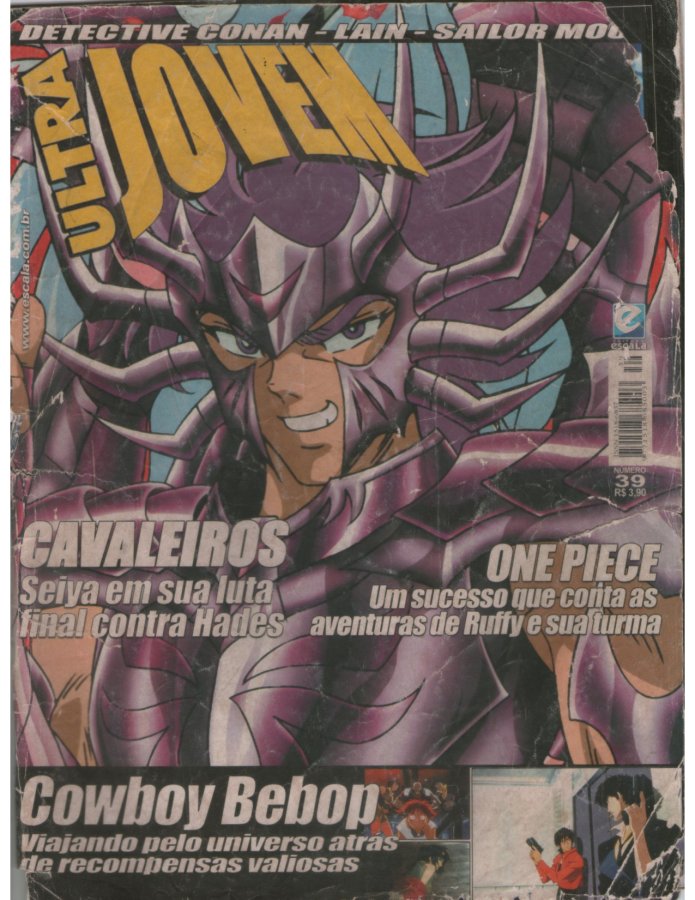 DETECTIVE CONAN - LAIN - SAILOR MOO
ULTRA
JOVEM
www.escala.com.br
escala
NÚMERO
39
R$ 3,90
CAVALEIROS
Seiya em sua luta
final contra Hades
ONE PIECE
Um sucesso que conta as
aventuras de Ruffy e sua turma
Cowboy Bebop
Viajando pelo universo atrás
de recompensas valiosas